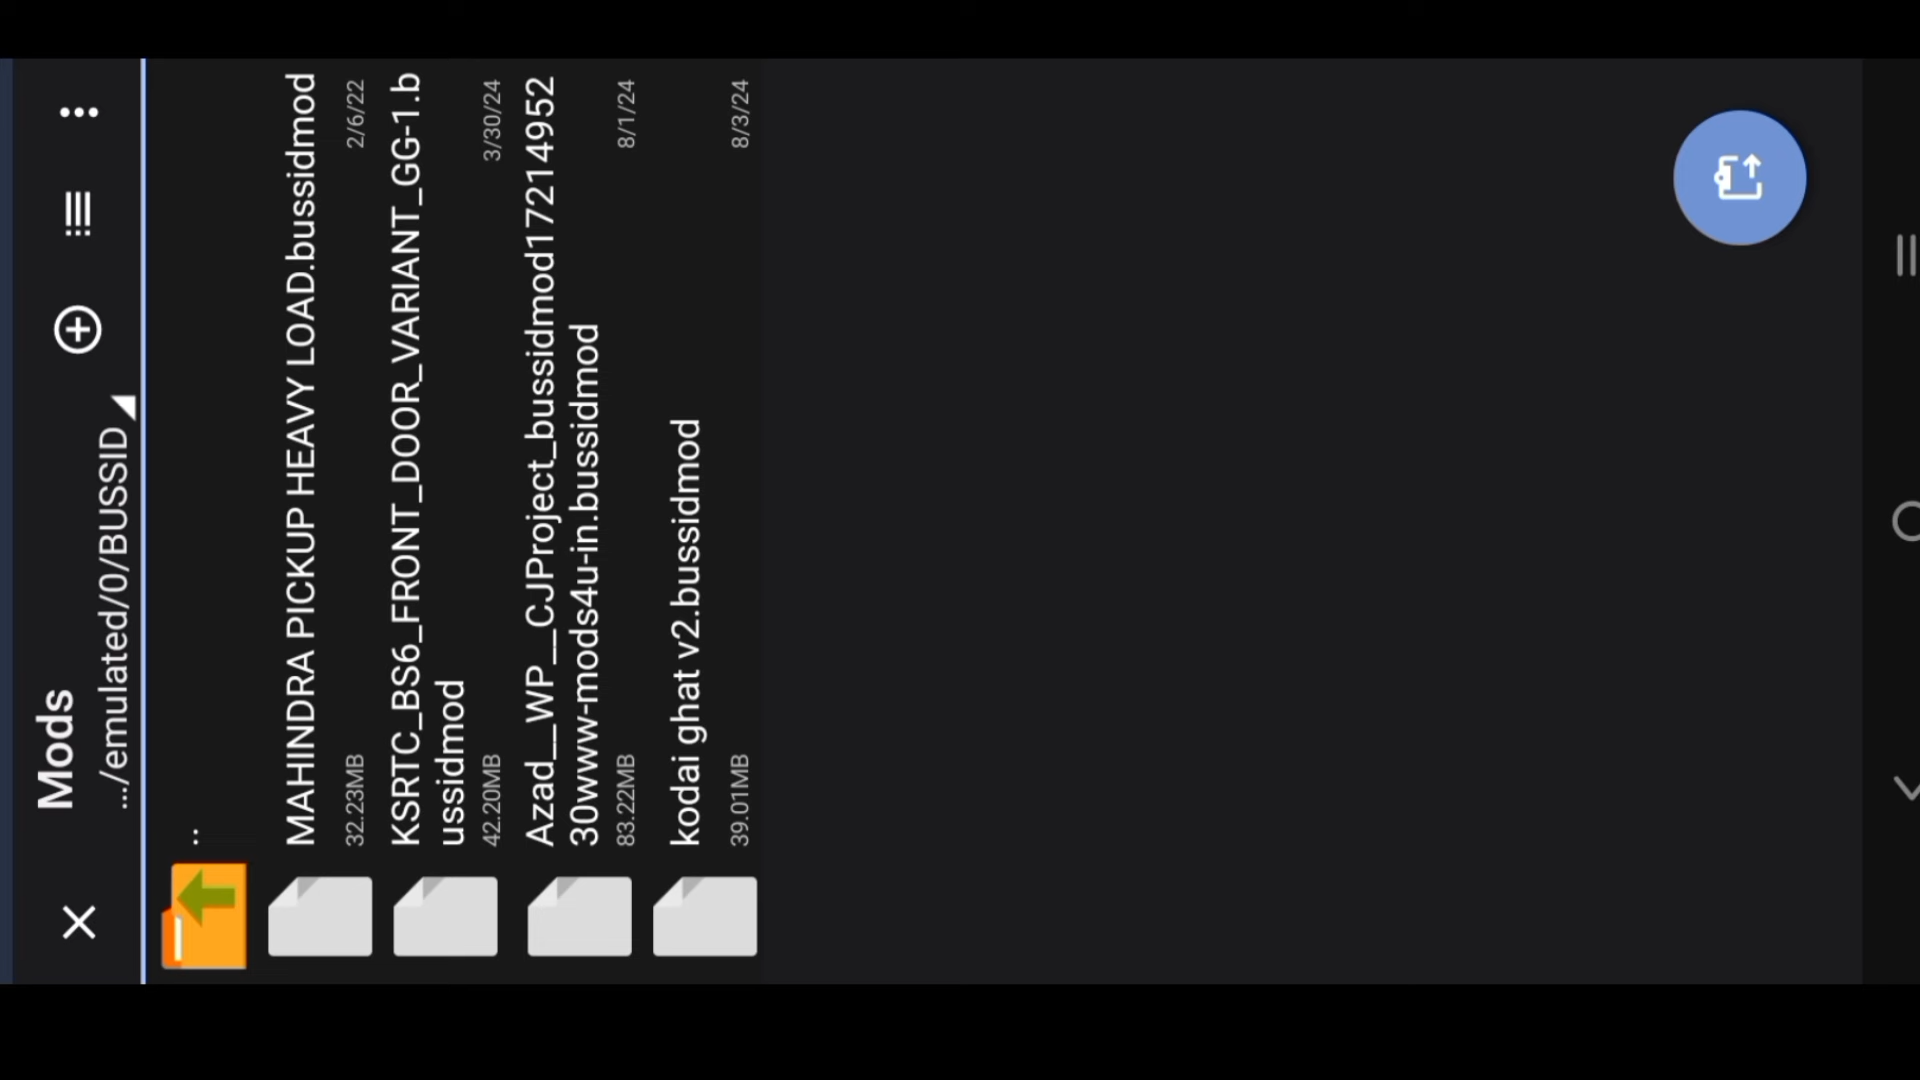 Mods
.../emulated/0/BUSSID
..
MAHINDRA PICKUP HEAVY LOAD.bussidmod
32.23MB 2/6/22
KSRTC_BS6_FRONT_DOOR_VARIANT_GG-1.b
ussidmod
42.20MB 3/30/24
Azad__WP__CJProject_bussidmod17214952
30www-mods4u-in.bussidmod
83.22MB 8/1/24
kodai ghat v2.bussidmod
39.01MB 8/3/24